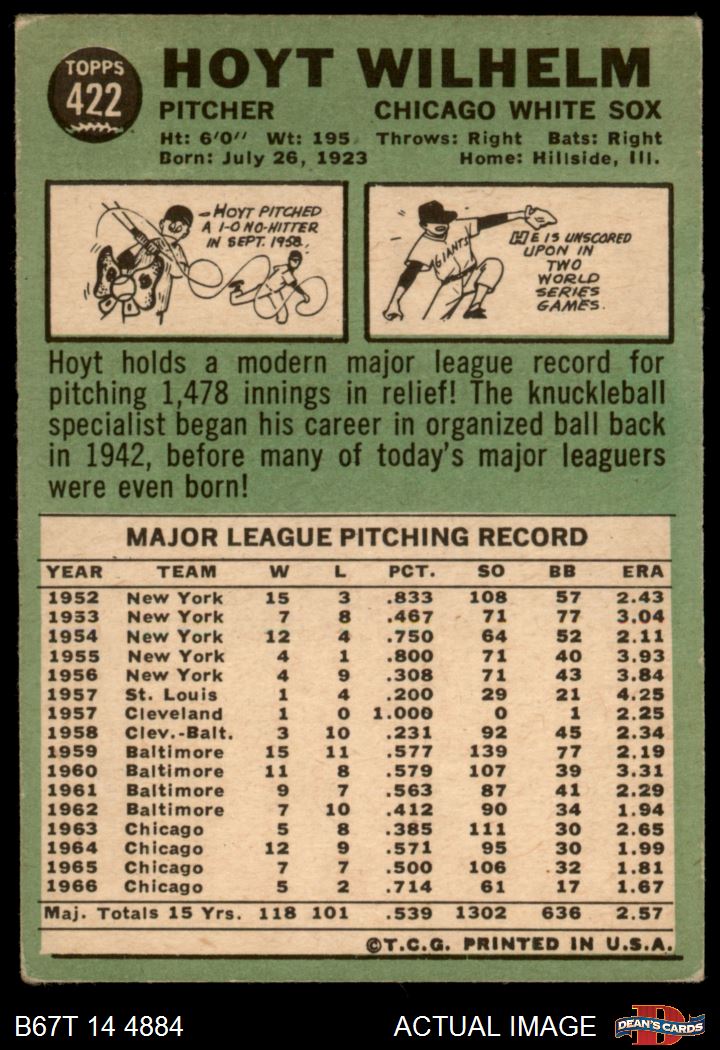 TOPPS
422
HOYT WILHELM
PITCHER CHICAGO WHITE SOX
Ht: 6'0" Wt: 195 Throws: Right Bats: Right
Born: July 26, 1923 Home: Hillside, Ill.
HOYT PITCHED
A 1-0 NO-HITTER
IN SEPT. 1958.
GIANTS
HE IS UNSCORED
UPON IN
TWO
WORLD
SERIES
GAMES.
Hoyt holds a modern major league record for
pitching 1,478 innings in relief! The knuckleball
specialist began his career in organized ball back
in 1942, before many of today's major leaguers
were even born!
MAJOR LEAGUE PITCHING RECORD
YEAR TEAM W L PCT. SO BB ERA
1952 New York 15 3 .833 108 57 2.43
1953 New York 7 8 .467 71 77 3.04
1954 New York 12 4 .750 64 52 2.11
1955 New York 4 1 .800 71 40 3.93
1956 New York 4 9 .308 71 43 3.84
1957 St. Louis 1 4 .200 29 21 4.25
1957 Cleveland 1 0 1.000 0 1 2.25
1958 Clev.-Balt. 3 10 .231 92 45 2.34
1959 Baltimore 15 11 .577 139 77 2.19
1960 Baltimore 11 8 .579 107 39 3.31
1961 Baltimore 9 7 .563 87 41 2.29
1962 Baltimore 7 10 .412 90 34 1.94
1963 Chicago 5 8 .385 111 30 2.65
1964 Chicago 12 9 .571 95 30 1.99
1965 Chicago 7 7 .500 106 32 1.81
1966 Chicago 5 2 .714 61 17 1.67
Maj. Totals 15 Yrs. 118 101 .539 1302 636 2.57
©T.C.G. PRINTED IN U.S.A.
B67T 14 4884 ACTUAL IMAGE
D
DEAN'S CARDS